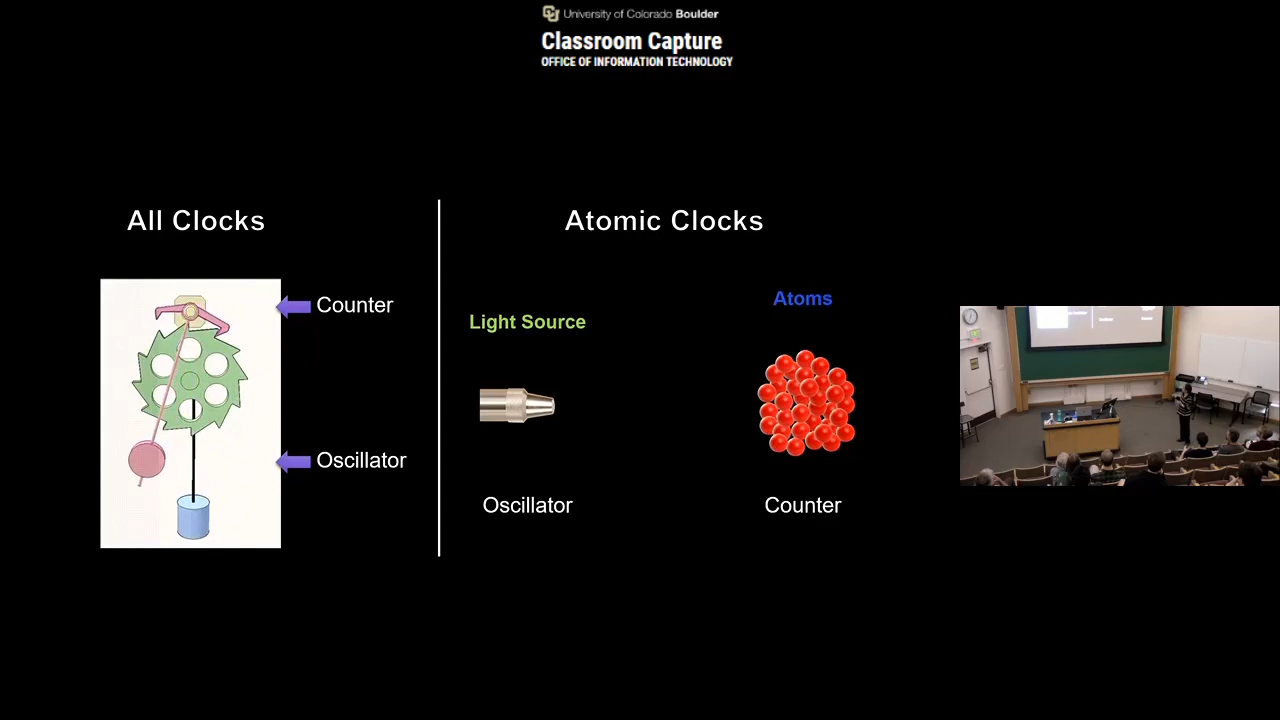 University of Colorado Boulder
Classroom Capture
OFFICE OF INFORMATION TECHNOLOGY
All Clocks
Atomic Clocks
Counter
Oscillator
Light Source
Atoms
Oscillator
Counter